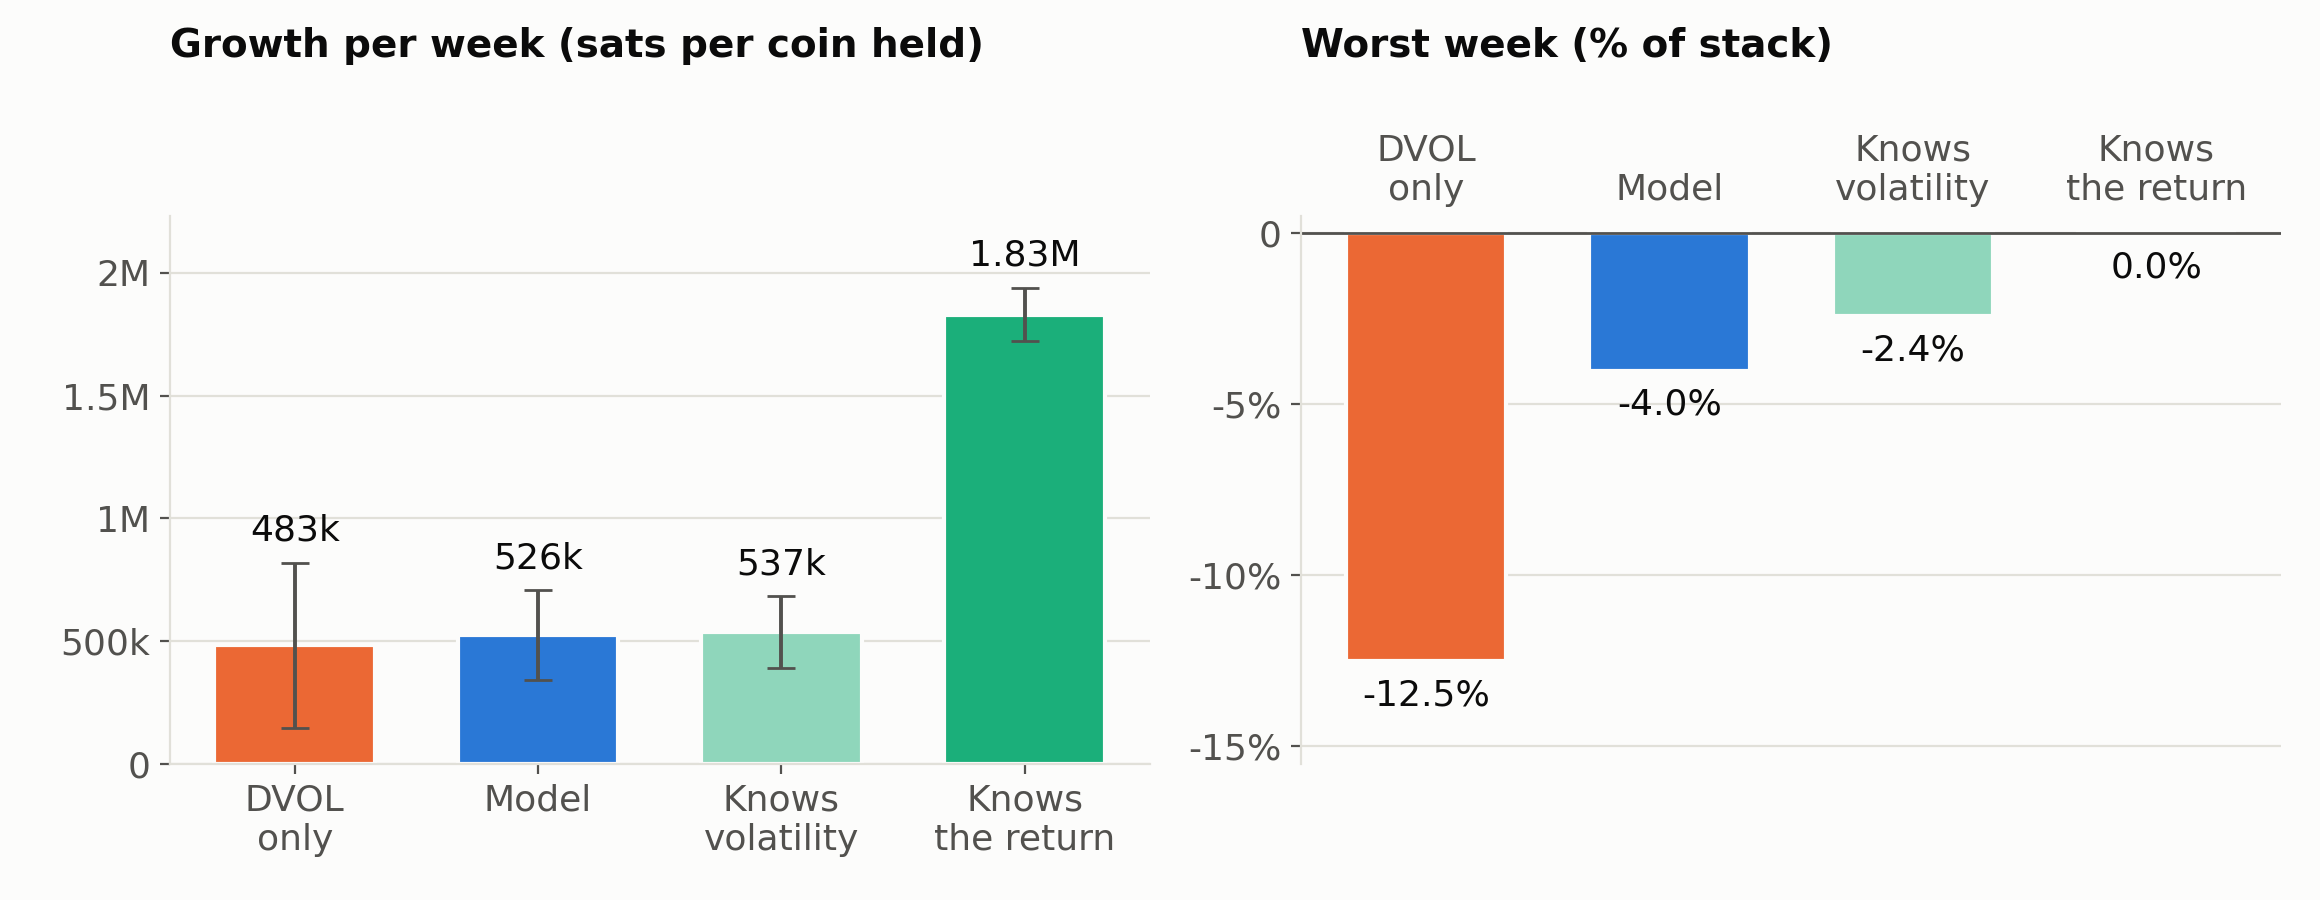 Growth per week (sats per coin held)
2M
1.5M
1M
500k
0
483k
526k
537k
1.83M
DVOL
only
Model
Knows
volatility
Knows
the return
Worst week (% of stack)
DVOL
only
Model
Knows
volatility
Knows
the return
0
-5%
-10%
-15%
-12.5%
-4.0%
-2.4%
0.0%